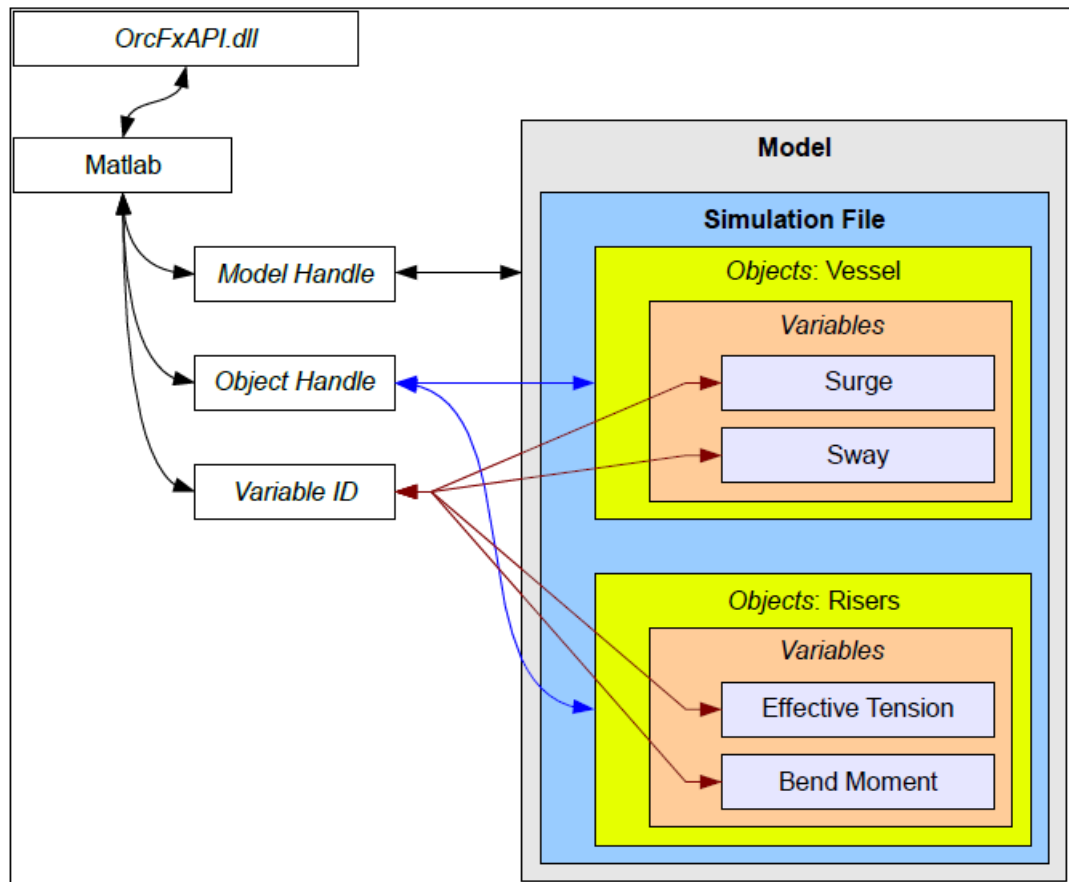 OrcFxAPI.dll
Matlab
Model
Simulation File
Model Handle
Objects: Vessel
Variables
Object Handle
Surge
Sway
Variable ID
Objects: Risers
Variables
Effective Tension
Bend Moment